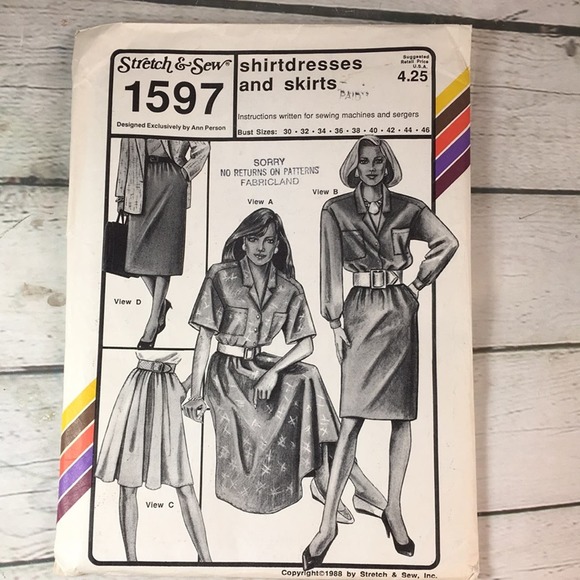 Stretch & Sew®
1597
Designed Exclusively by Ann Person
shirtdresses
and skirts
Suggested
Retail Price
U.S.A.
4.25
PAID
Instructions written for sewing machines and sergers
Bust Sizes: 30 • 32 • 34 • 36 • 38 • 40 • 42 • 44 • 46
SORRY
NO RETURNS ON PATTERNS
FABRICLAND
View A
View B
View D
View C
Copyright©1988 by Stretch & Sew, Inc.